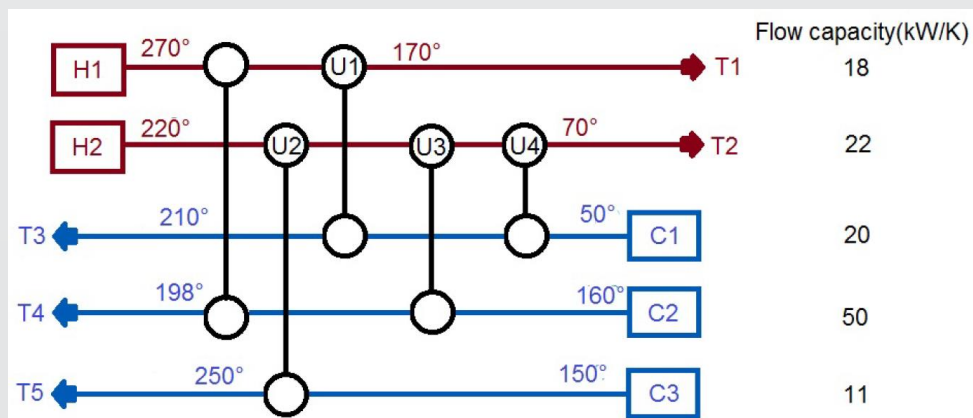 Flow capacity(kW/K)
H1 270° U1 170° T1 18
H2 220° U2 U3 U4 70° T2 22
T3 210° 50° C1 20
T4 198° 160° C2 50
T5 250° 150° C3 11